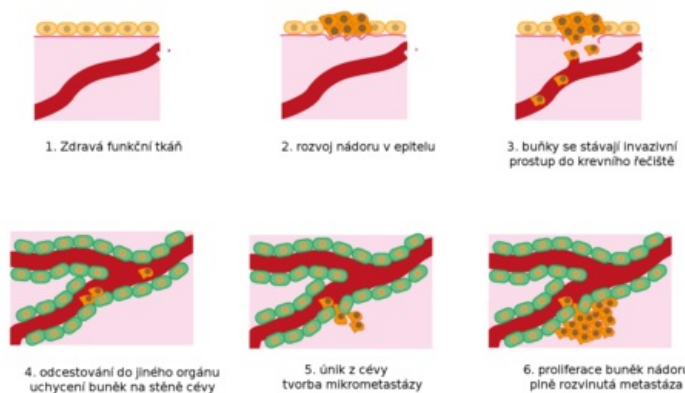 1. Zdravá funkční tkáň
2. rozvoj nádoru v epitelu
3. buňky se stávají invazivní
prostup do krevního řečiště
4. odcestování do jiného orgánu
uchycení buněk na stěně cévy
5. únik z cévy
tvorba mikrometastázy
6. proliferace buněk nádoru
plně rozvinutá metastáza